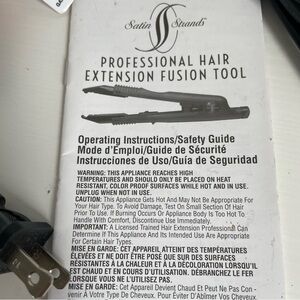 Satin Strands
PROFESSIONAL HAIR
EXTENSION FUSION TOOL
Operating Instructions/Safety Guide
Mode d'Emploi/Guide de Sécurité
Instrucciones de Uso/Guía de Seguridad
WARNING: THIS APPLIANCE REACHES HIGH
TEMPERATURES AND SHOULD ONLY BE PLACED ON HEAT
RESISTANT, COLOR PROOF SURFACES WHILE HOT AND IN USE.
UNPLUG WHEN NOT IN USE.
CAUTION: This Appliance Gets Hot And May Not Be Appropriate For
Your Hair Type. To Avoid Damage, Test On Small Section Of Hair
Prior To Use. If Burning Occurs Or Appliance Body Is Too Hot To
Handle With Comfort, Discontinue Use Immediately.
IMPORTANT: A Licensed Trained Hair Extension Professional Can
Determine If This Appliance And Its Intended Use Are Appropriate
For Certain Hair Types.
MISE EN GARDE: CET APPAREIL ATTEINT DES TEMPÉRATURES
ÉLEVÉES ET NE DOIT ÊTRE POSÉ QUE SUR DES SURFACES
RÉSISTANTES À LA CHALEUR ET À LA DÉCOLORATION LORSQU'IL
EST CHAUD ET EN COURS D'UTILISATION. DÉBRANCHEZ LE FER
LORSQUE VOUS NE L'UTILISEZ PAS.
MISE EN GARDE: Cet Appareil Devient Chaud Et Peut Ne Pas Con-
venir À Votre Type De Cheveux. Pour Éviter D'Abîmer Vos Cheveux,